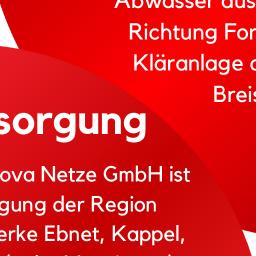 Abwasser aus
Richtung For
Kläranlage
Breis
sorgung
ova Netze GmbH ist
gung der Region
erke Ebnet, Kappel,